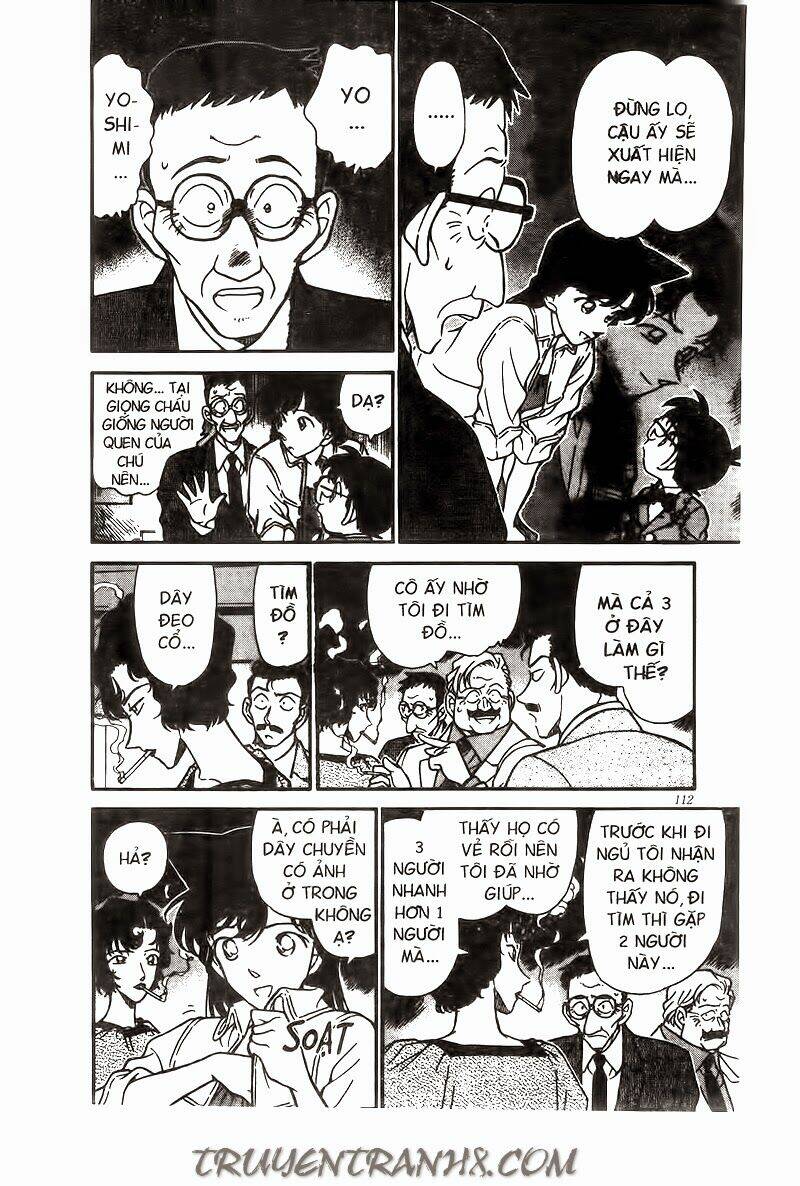 ĐỪNG LO,
CẬU ẤY SẼ
XUẤT HIỆN
NGAY MÀ...
.....
YO
...
YO-
SHI-
MI
...
DẠ?
KHÔNG... TẠI
GIỌNG CHÁU
GIỐNG NGƯỜI
QUEN CỦA
CHÚ
NÊN...
MÀ CẢ 3
Ở ĐÂY
LÀM GÌ
THẾ?
CÔ ẤY NHỜ
TÔI ĐI TÌM
ĐỒ...
TÌM
ĐỒ
?
DÂY
ĐEO
CỔ...
112
TRƯỚC KHI ĐI
NGỦ TÔI NHẬN
RA KHÔNG
THẤY NÓ, ĐI
TÌM THÌ GẶP
2 NGƯỜI
NÀY...
THẤY HỌ CÓ
VẺ RỒI NÊN
TÔI ĐÃ NHỜ
GIÚP...
3
NGƯỜI
NHANH
HƠN 1
NGƯỜI
MÀ...
À, CÓ PHẢI
DÂY CHUYỀN
CÓ ẢNH
Ở TRONG
KHÔNG
Ạ?
HẢ?
SOẠT
TRUYENTRANH8.COM